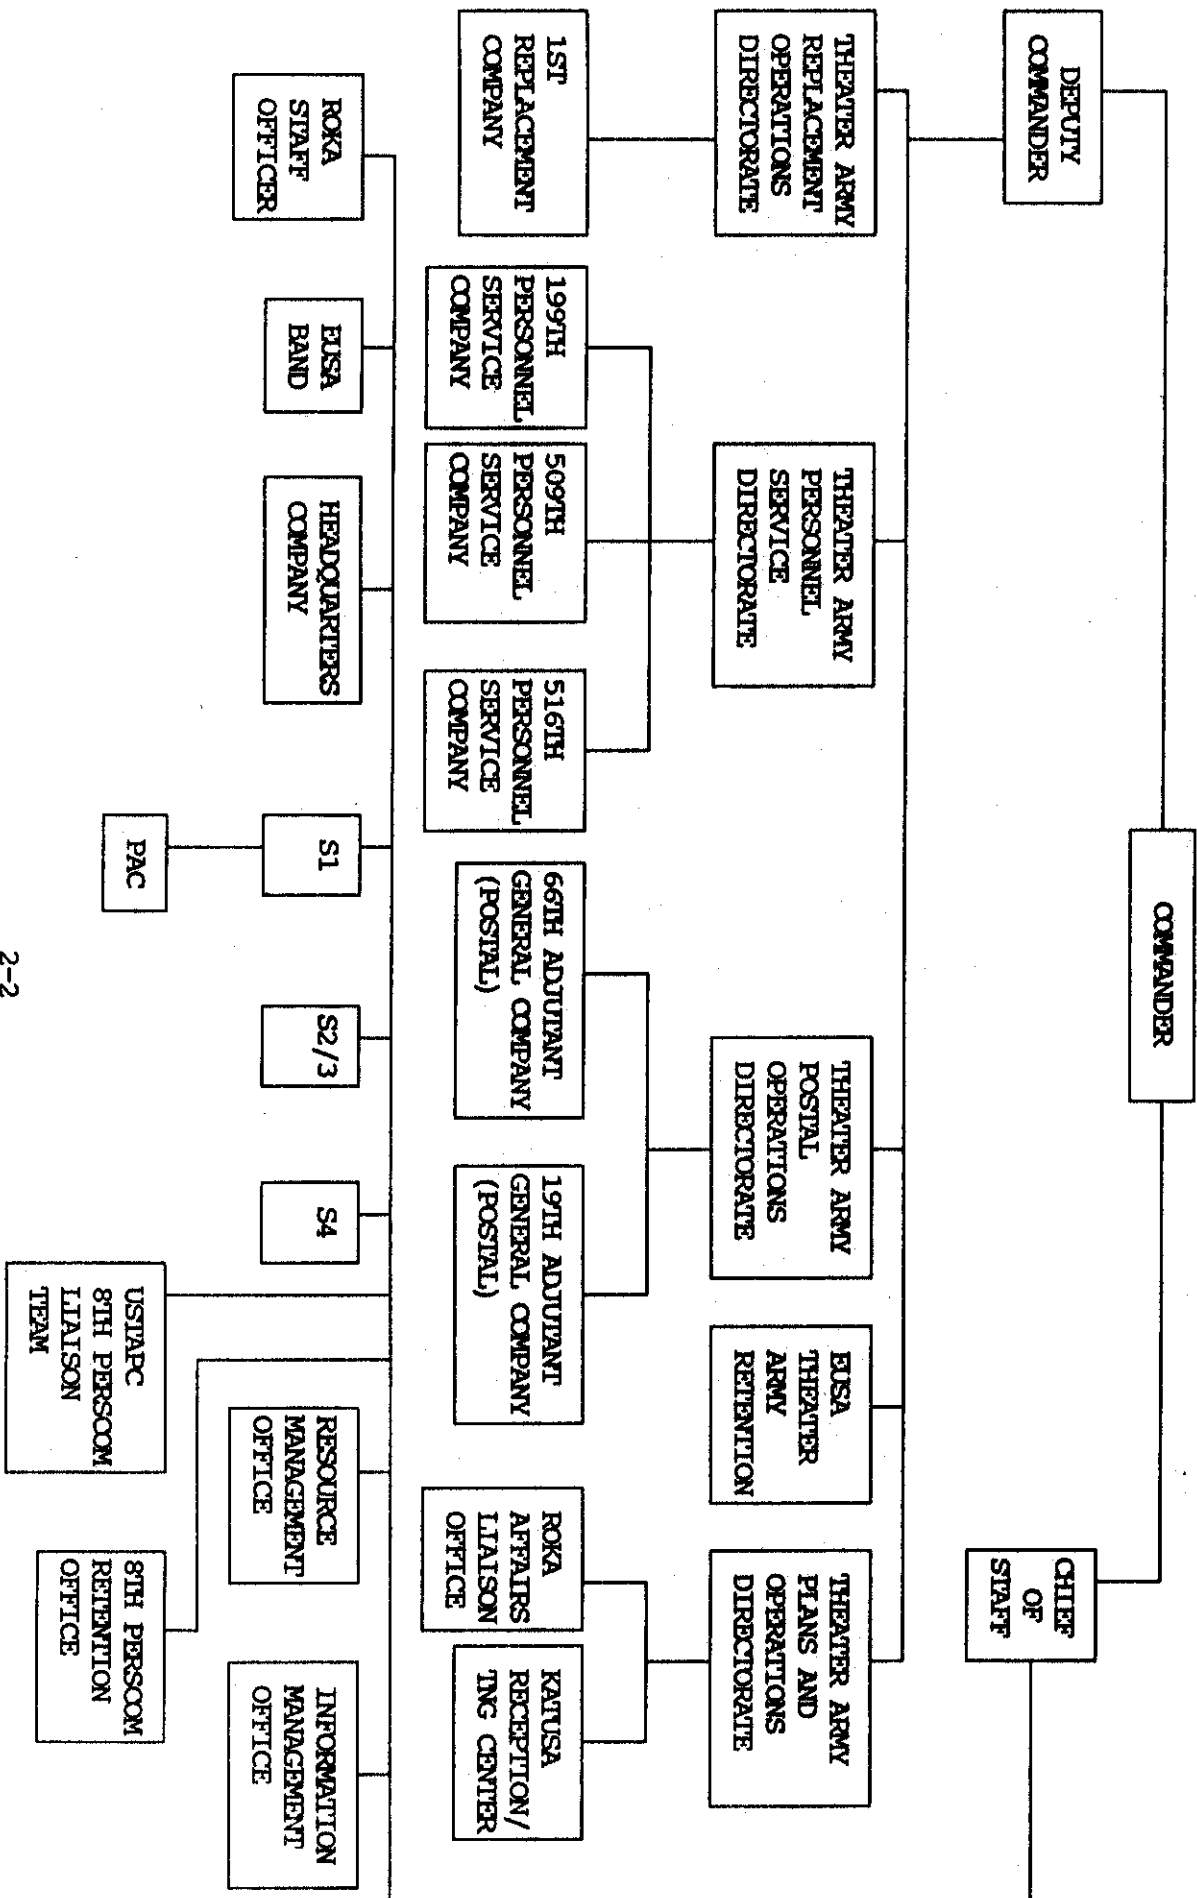 COMMANDER
DEPUTY
COMMANDER
CHIEF
OF
STAFF
THEATER ARMY
REPLACEMENT
OPERATIONS
DIRECTORATE
THEATER ARMY
PERSONNEL
SERVICE
DIRECTORATE
THEATER ARMY
POSTAL
OPERATIONS
DIRECTORATE
EUSA
THEATER
ARMY
RETENTION
THEATER ARMY
PLANS AND
OPERATIONS
DIRECTORATE
1ST
REPLACEMENT
COMPANY
199TH
PERSONNEL
SERVICE
COMPANY
509TH
PERSONNEL
SERVICE
COMPANY
516TH
PERSONNEL
SERVICE
COMPANY
66TH ADJUTANT
GENERAL COMPANY
(POSTAL)
19TH ADJUTANT
GENERAL COMPANY
(POSTAL)
ROKA
AFFAIRS
LIAISON
OFFICE
KATUSA
RECEPTION/
TNG CENTER
ROKA
STAFF
OFFICER
EUSA
BAND
HEADQUARTERS
COMPANY
S1
S2/3
S4
RESOURCE
MANAGEMENT
OFFICE
INFORMATION
MANAGEMENT
OFFICE
PAC
USTAPC
8TH PERSCOM
LIAISON
TEAM
8TH PERSCOM
RETENTION
OFFICE
2-2